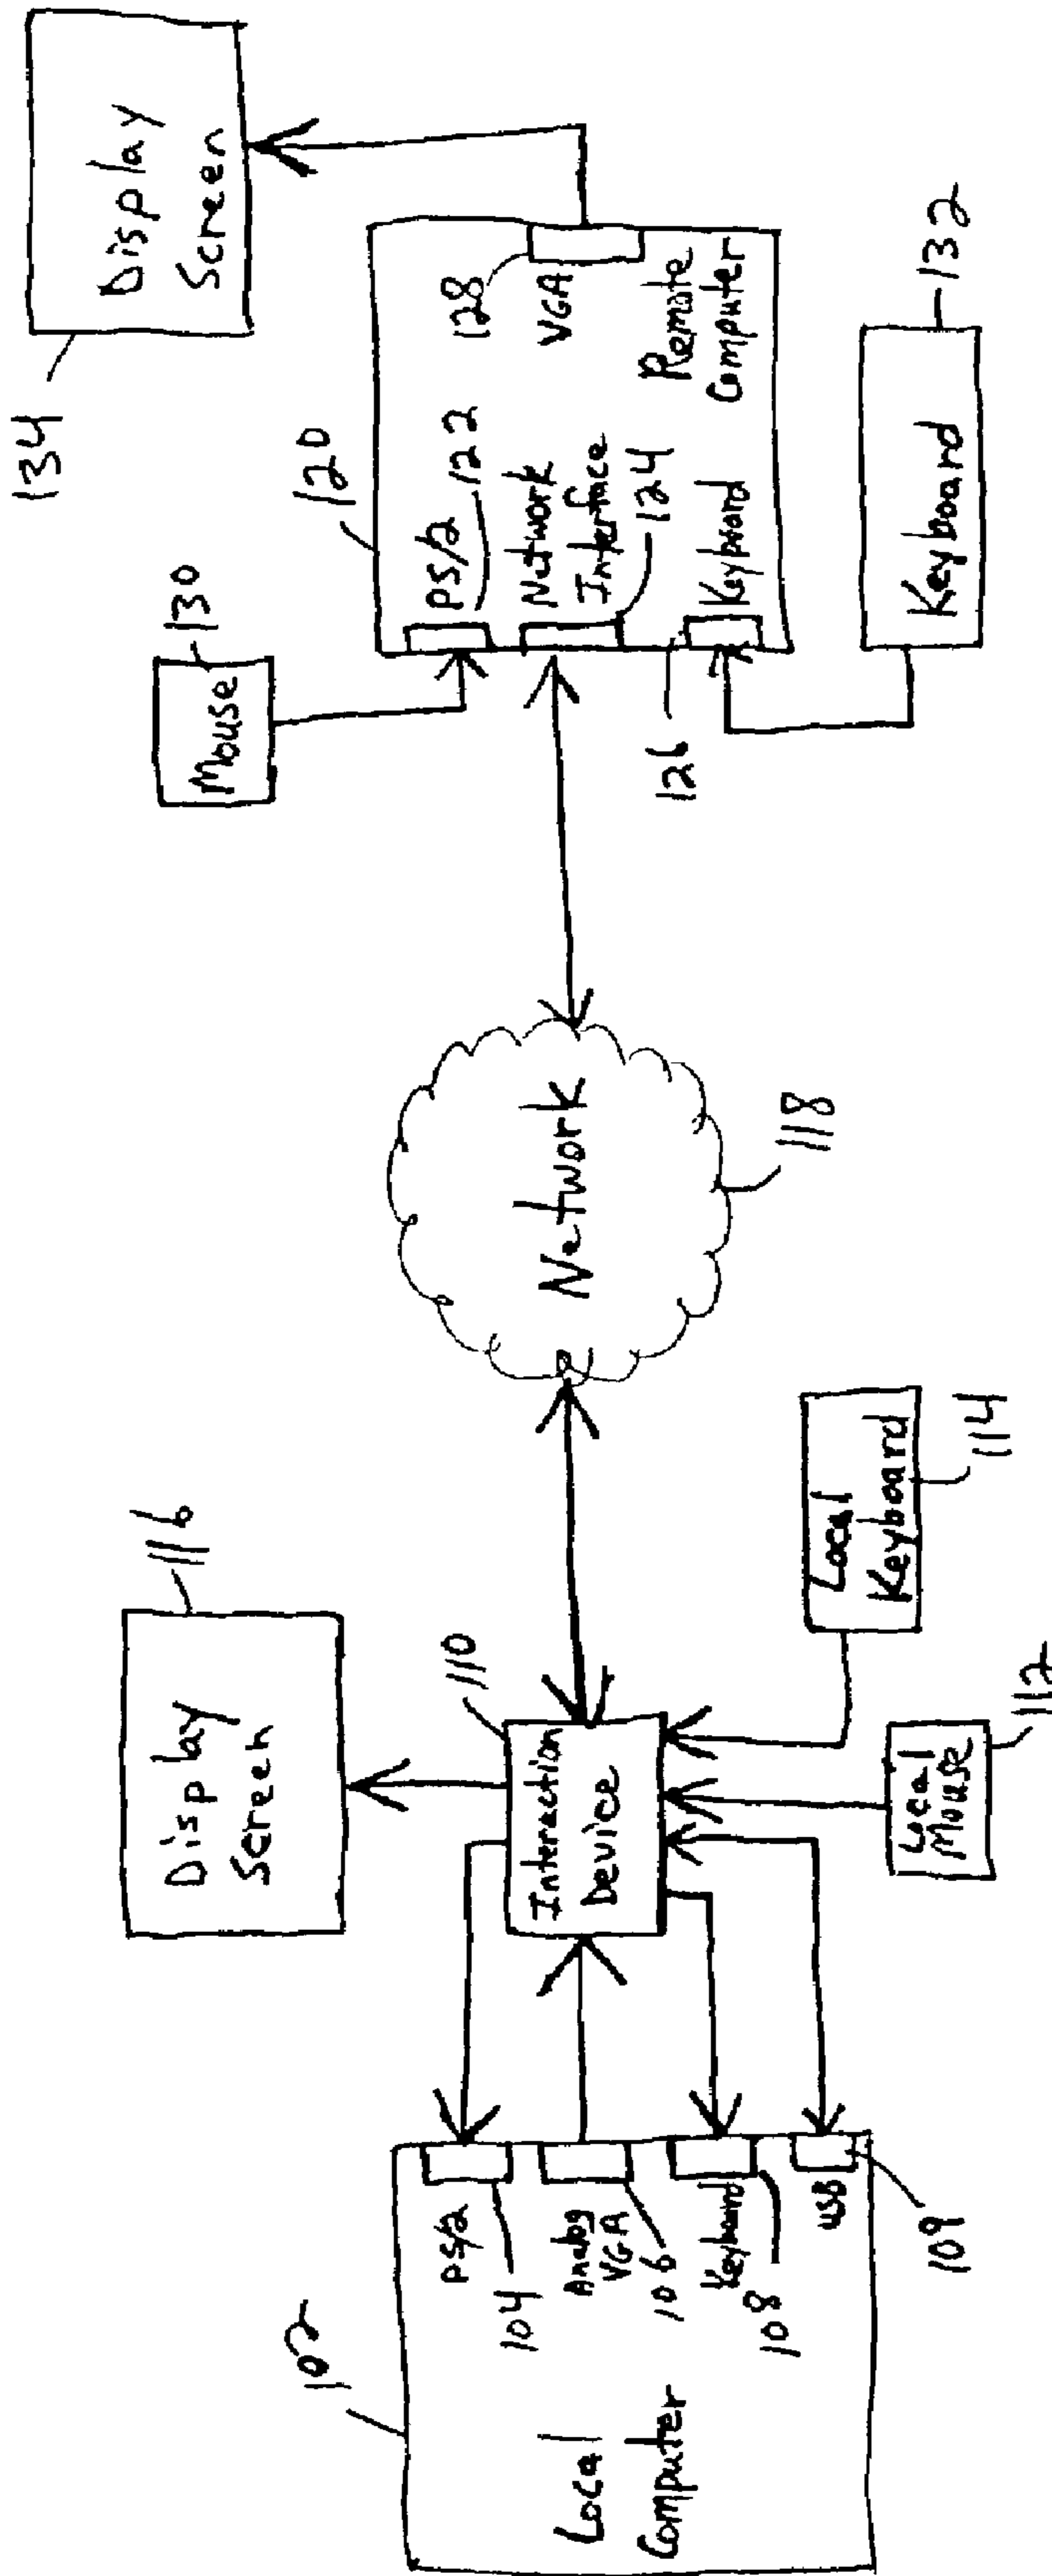 102
Local
Computer
PS/2
104
Analog
VGA
106
Keyboard
108
USB
109
Display
Screen
116
Interaction
Device
110
Local
Mouse
112
Local
Keyboard
114
Network
118
Mouse
130
120
PS/2
122
Network
Interface
124
126
Keyboard
128
VGA
Remote
Computer
Display
Screen
134
Keyboard
132